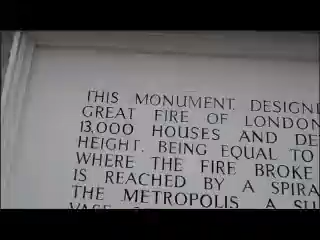 THIS MONUMENT, DESIGN
GREAT FIRE OF LONDON
13,000 HOUSES AND DE
HEIGHT, BEING EQUAL TO
WHERE THE FIRE BROKE
IS REACHED BY A SPIRA
THE METROPOLIS. A SU